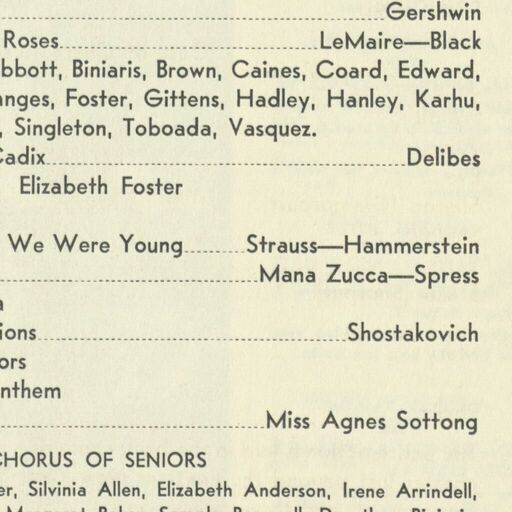 Gershwin
Roses LeMaire—Black
bbott, Biniaris, Brown, Caines, Coard, Edward,
anges, Foster, Gittens, Hadley, Hanley, Karhu,
, Singleton, Toboada, Vasquez.
Cadix Delibes
Elizabeth Foster
We Were Young Strauss—Hammerstein
Mana Zucca—Spress
a
ions Shostakovich
ors
nthem
Miss Agnes Sottong
CHORUS OF SENIORS
er, Silvinia Allen, Elizabeth Anderson, Irene Arrindell,